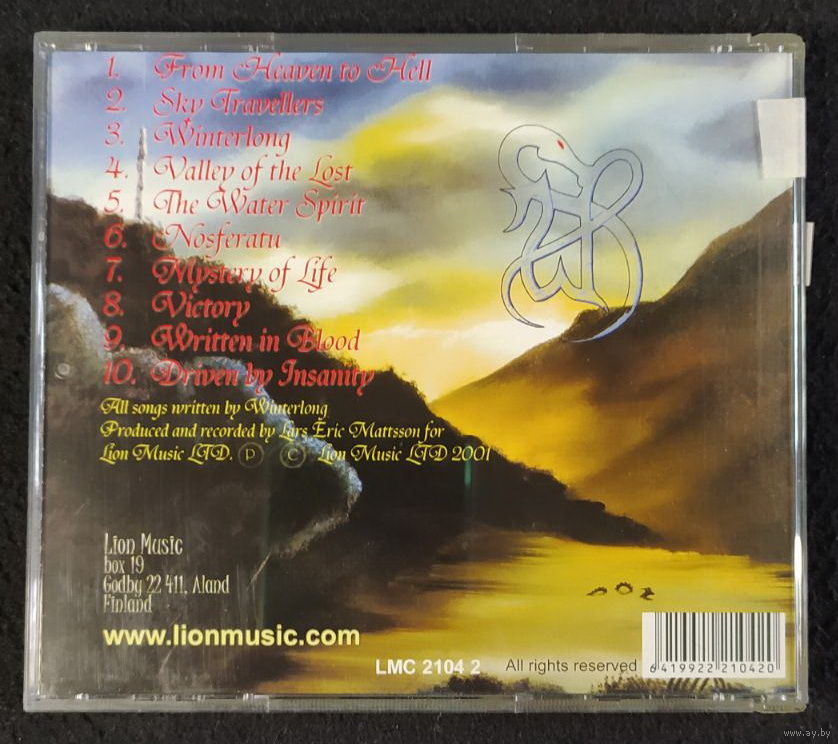 1. From Heaven to Hell
2. Sky Travellers
3. Winterlong
4. Valley of the Lost
5. The Water Spirit
6. Nosferatu
7. Mystery of Life
8. Victory
9. Written in Blood
10. Driven by Insanity
All songs written by Winterlong
Produced and recorded by Lars Eric Mattsson for
Lion Music LTD. Ⓟ Ⓒ Lion Music LTD 2001
Lion Music
box 19
Godby 22 411, Aland
Finland
www.lionmusic.com
LMC 2104 2 All rights reserved 6 419922 210420
www.ay.by